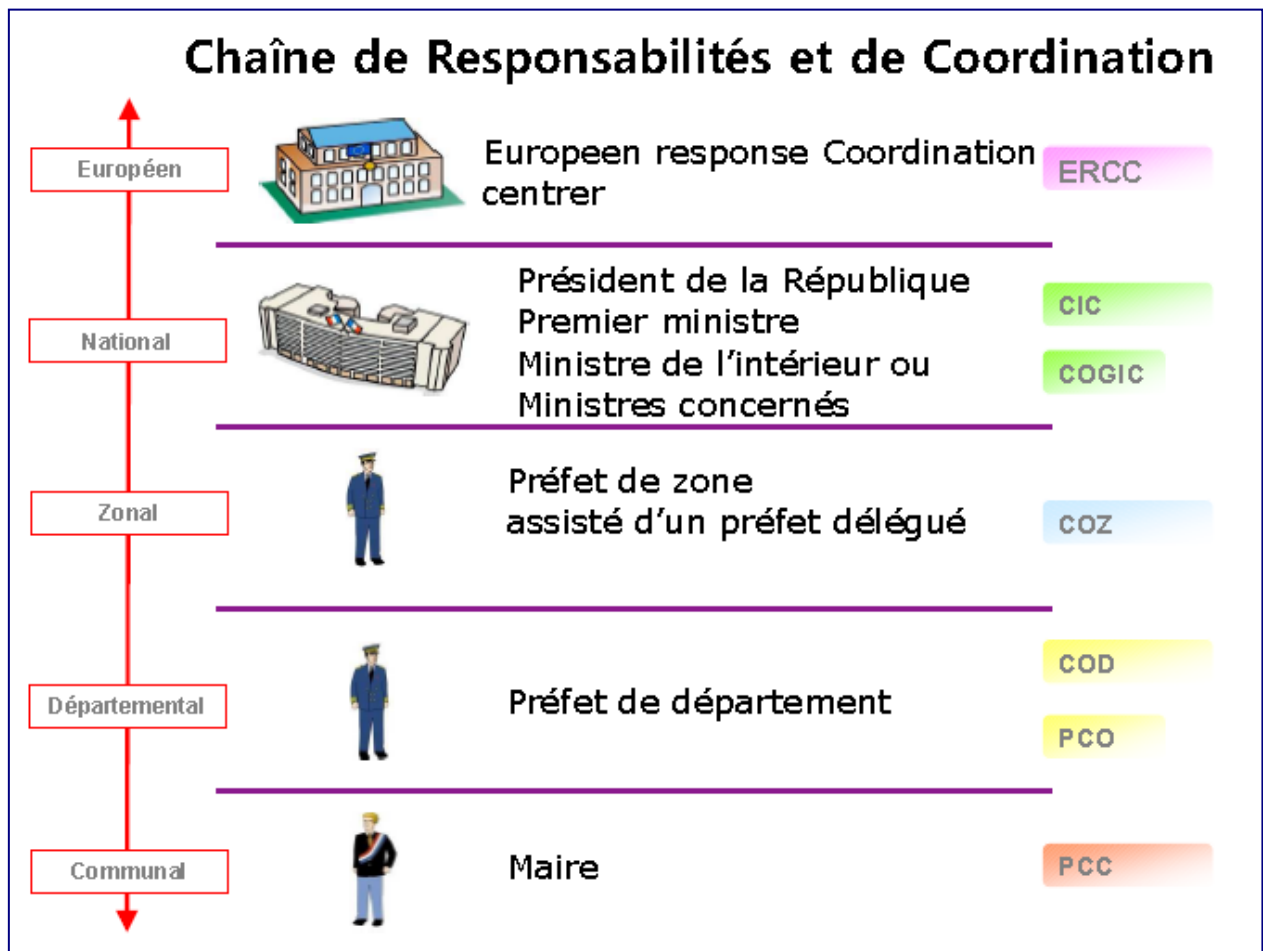 Chaîne de Responsabilités et de Coordination
Européen
Europeen response Coordination
centrer
ERCC
National
Président de la République
Premier ministre
Ministre de l'intérieur ou
Ministres concernés
CIC
COGIC
Zonal
Préfet de zone
assisté d'un préfet délégué
COZ
Départemental
Préfet de département
COD
PCO
Communal
Maire
PCC